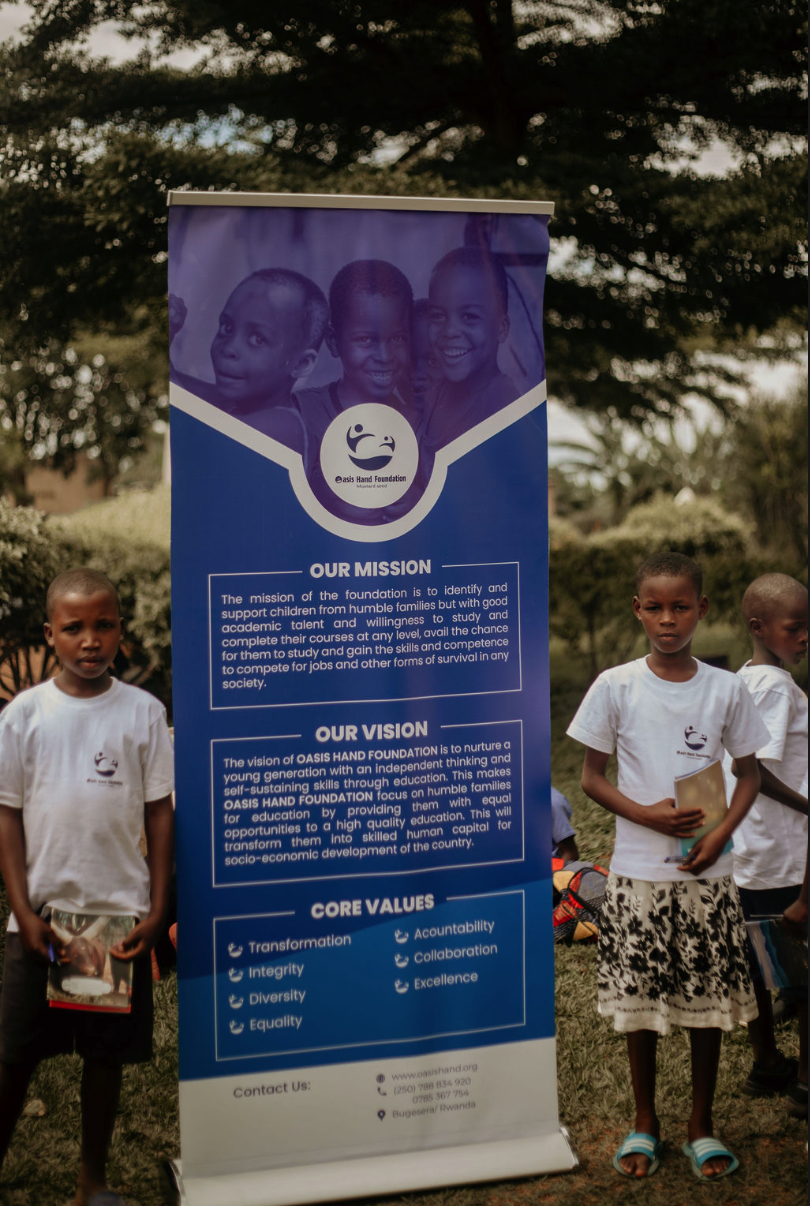 Oasis Hand Foundation
OUR MISSION
The mission of the foundation is to identify and
support children from humble families but with good
academic talent and willingness to study and
complete their courses at any level, avail the chance
for them to study and gain the skills and competence
to compete for jobs and other forms of survival in any
society.
OUR VISION
The vision of OASIS HAND FOUNDATION is to nurture a
young generation with an independent thinking and
self-sustaining skills through education. This makes
OASIS HAND FOUNDATION focus on humble families
for education by providing them with equal
opportunities to a high quality education. This will
transform them into skilled human capital for
socio-economic development of the country.
CORE VALUES
Transformation
Integrity
Diversity
Equality
Acountability
Collaboration
Excellence
Contact Us:
www.oasishand.org
(250) 788 834 920
0785 367 754
Bugesera/ Rwanda